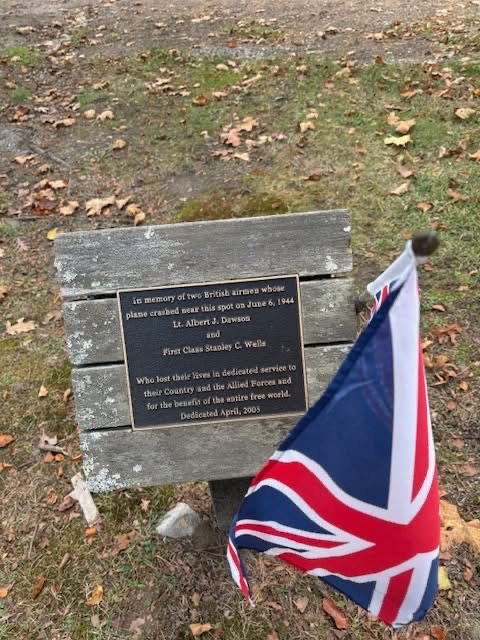 In memory of two British airmen whose
plane crashed near this spot on June 6, 1944
Lt. Albert J. Dawson
and
First Class Stanley C. Wells
Who lost their lives in dedicated service to
their Country and the Allied Forces and
for the benefit of the entire free world.
Dedicated April, 2005